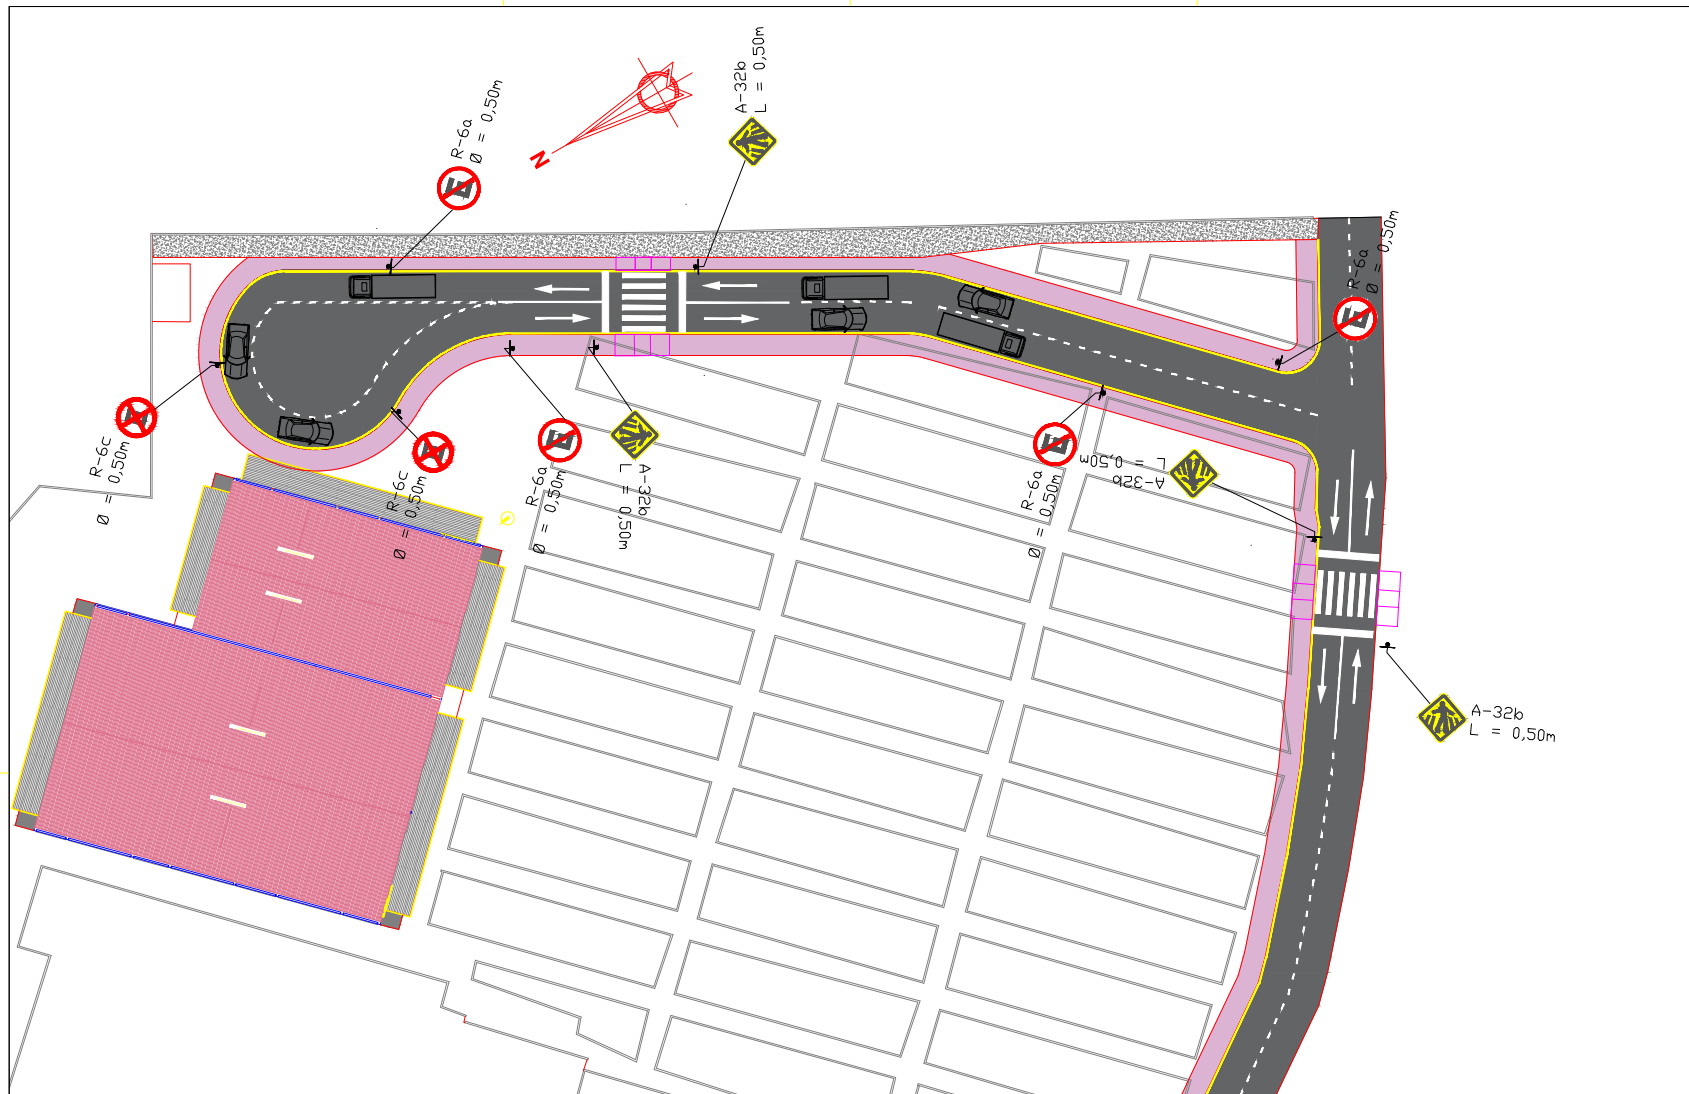 A-32b
L = 0,50m
R-6a
Ø = 0,50m
N
R-6a
Ø = 0,50m
R-6c
Ø = 0,50m
R-6c
Ø = 0,50m
R-6a
Ø = 0,50m
A-32b
L = 0,50m
R-6a
Ø = 0,50m
A-32b
L = 0,50m
A-32b
L = 0,50m